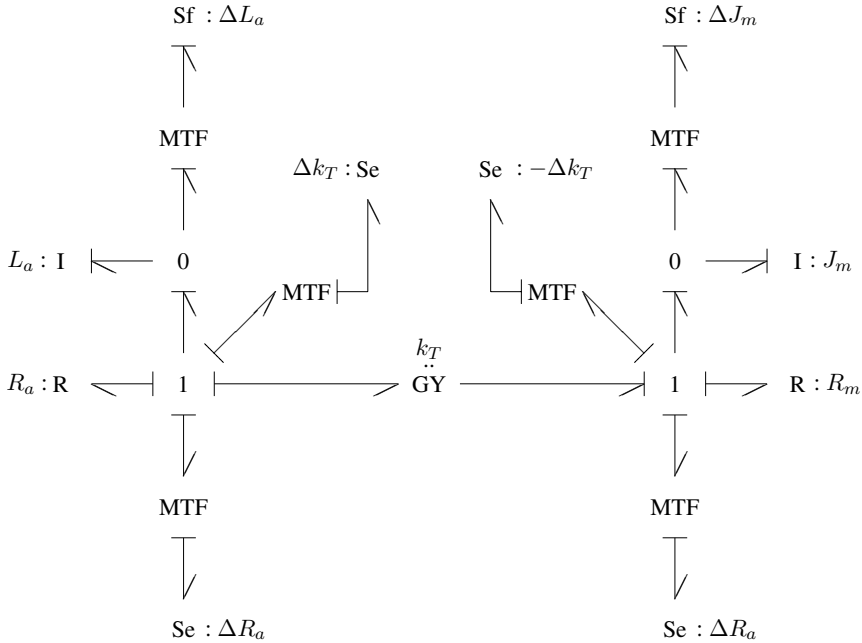 Sf : ΔL_a Sf : ΔJ_m
MTF MTF
Δk_T : Se Se : −Δk_T
L_a : I 0 0 I : J_m
MTF MTF
k_T
R_a : R 1 G̈Y 1 R : R_m
MTF MTF
Se : ΔR_a Se : ΔR_a